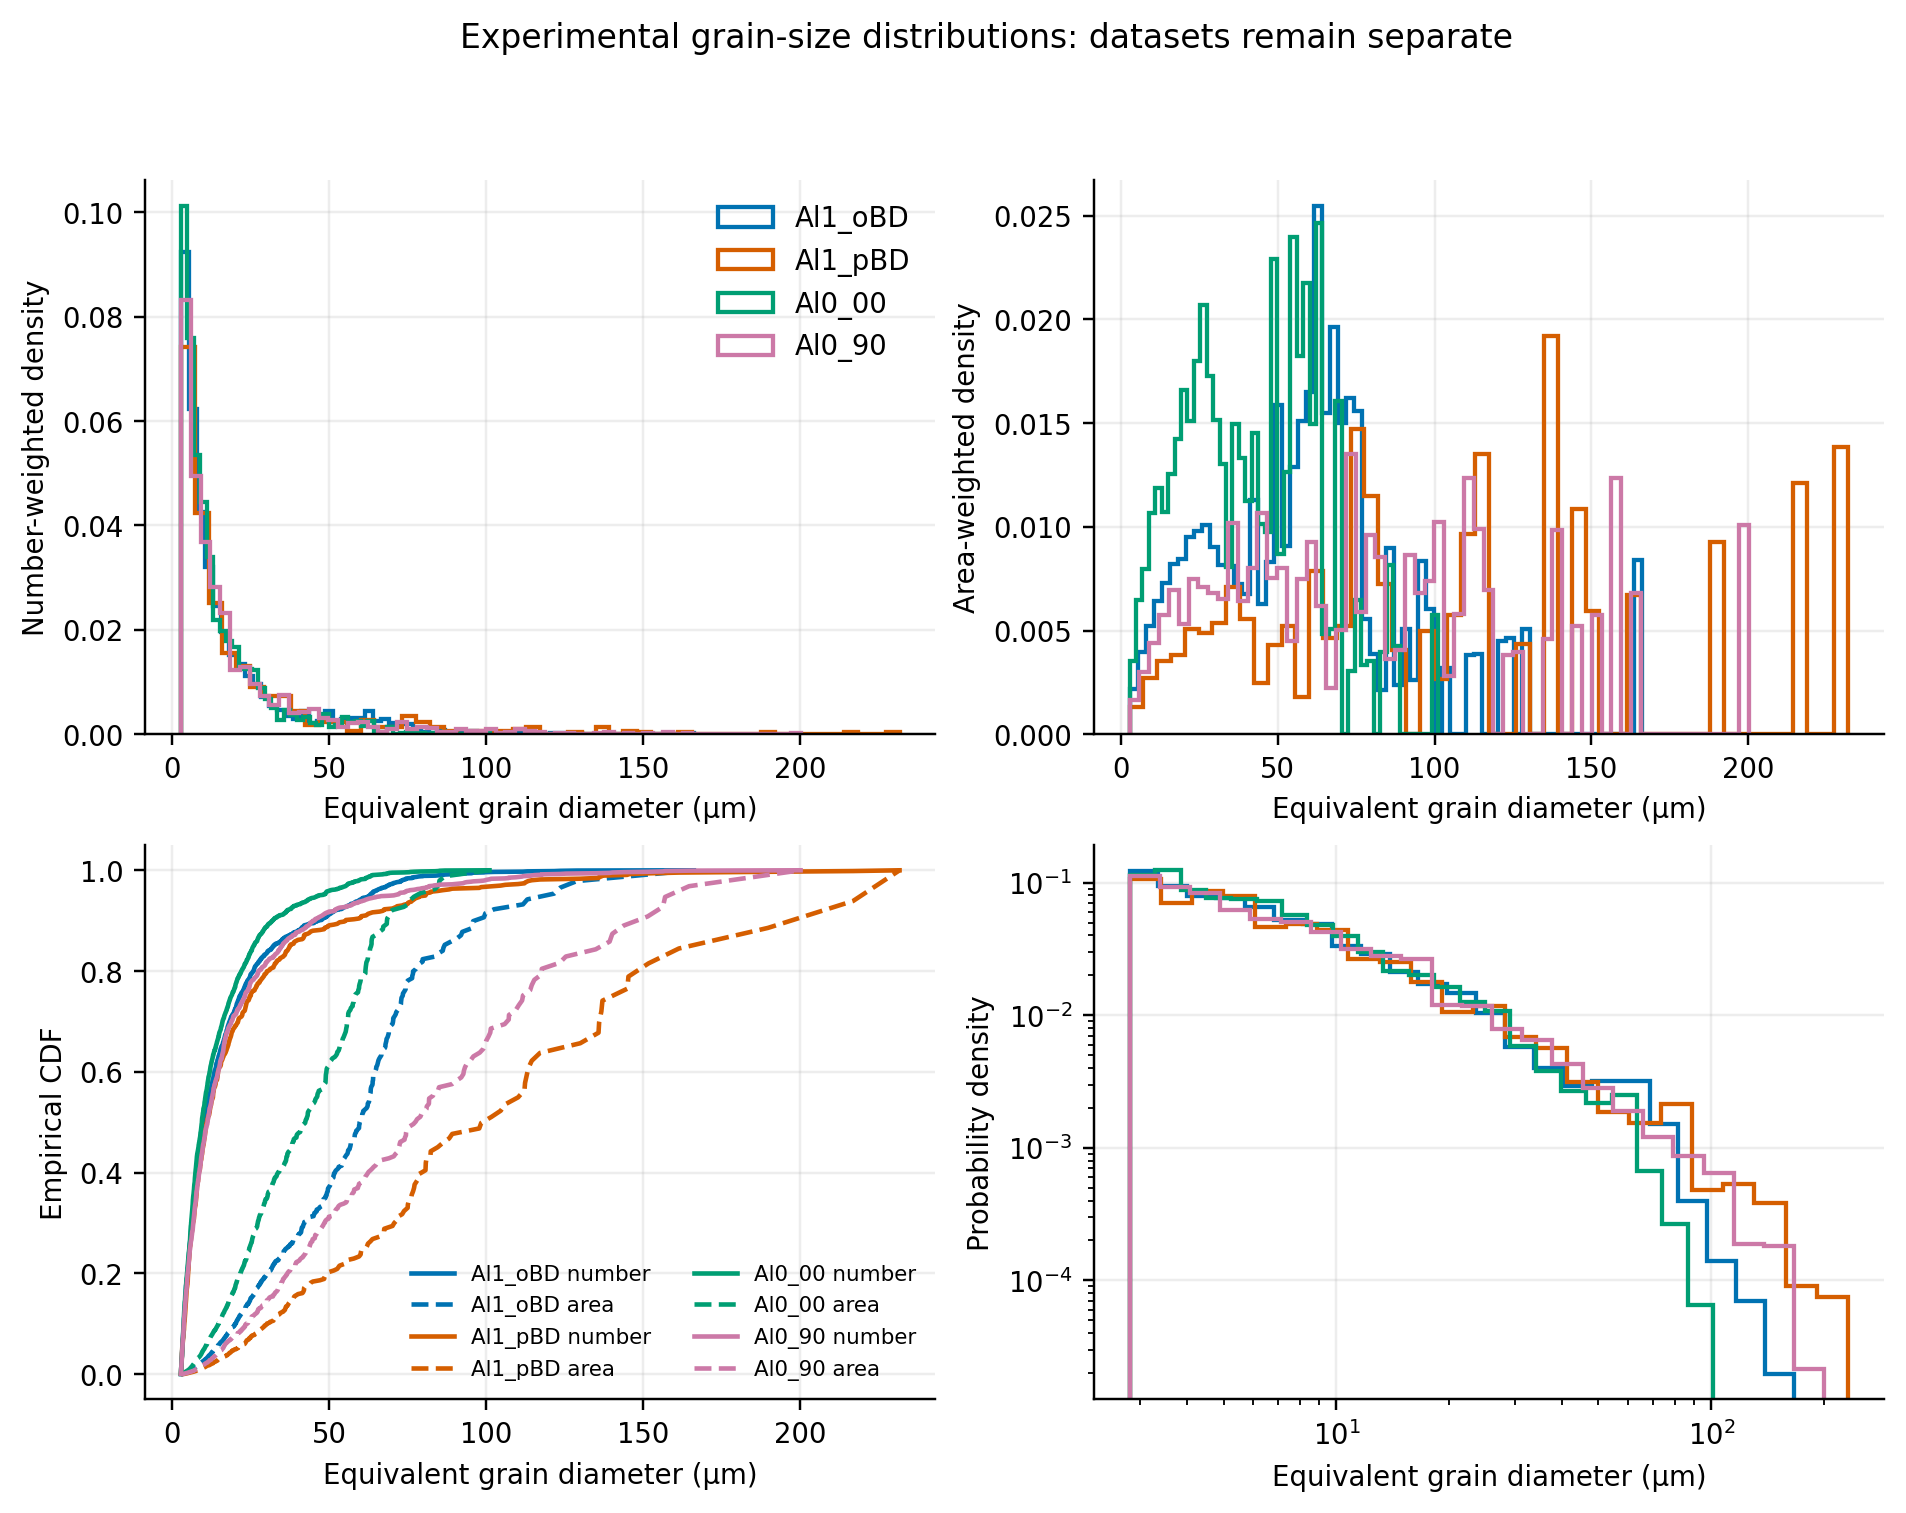 Experimental grain-size distributions: datasets remain separate
Number-weighted density
0.10
0.08
0.06
0.04
0.02
0.00
0
50
100
150
200
Equivalent grain diameter (μm)
Al1_oBD
Al1_pBD
Al0_00
Al0_90
Area-weighted density
0.025
0.020
0.015
0.010
0.005
0.000
0
50
100
150
200
Equivalent grain diameter (μm)
Empirical CDF
1.0
0.8
0.6
0.4
0.2
0.0
0
50
100
150
200
Equivalent grain diameter (μm)
Al1_oBD number
Al1_oBD area
Al1_pBD number
Al1_pBD area
Al0_00 number
Al0_00 area
Al0_90 number
Al0_90 area
Probability density
10⁻¹
10⁻²
10⁻³
10⁻⁴
10¹
10²
Equivalent grain diameter (μm)